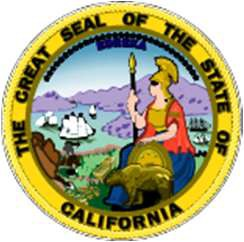 THE GREAT SEAL OF THE STATE OF CALIFORNIA
EUREKA